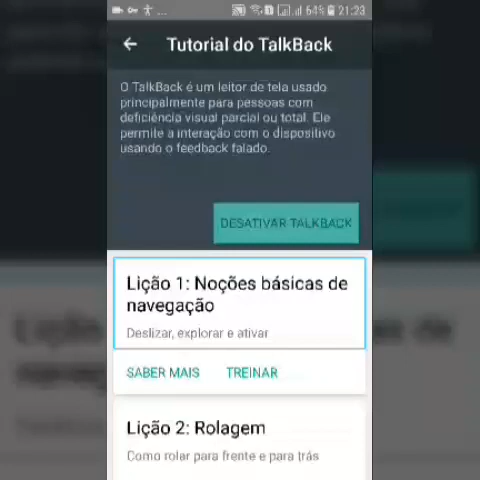 64% 21:23
Tutorial do TalkBack
O TalkBack é um leitor de tela usado
principalmente para pessoas com
deficiência visual parcial ou total. Ele
permite a interação com o dispositivo
usando o feedback falado.
DESATIVAR TALKBACK
Lição 1: Noções básicas de
navegação
Deslizar, explorar e ativar
SABER MAIS TREINAR
Lição 2: Rolagem
Como rolar para frente e para trás